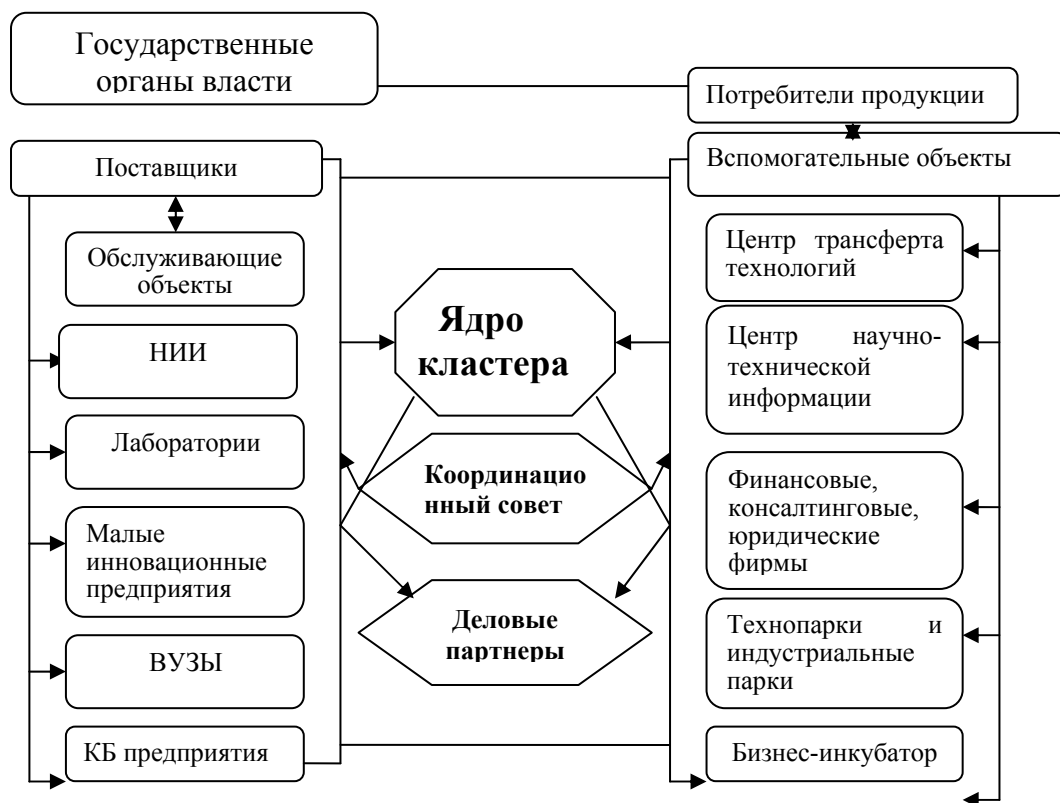 Государственные
органы власти
Потребители продукции
Поставщики
Вспомогательные объекты
Обслуживающие
объекты
НИИ
Лаборатории
Малые
инновационные
предприятия
ВУЗЫ
КБ предприятия
Ядро
кластера
Координацио
нный совет
Деловые
партнеры
Центр трансферта
технологий
Центр научно-
технической
информации
Финансовые,
консалтинговые,
юридические
фирмы
Технопарки и
индустриальные
парки
Бизнес-инкубатор